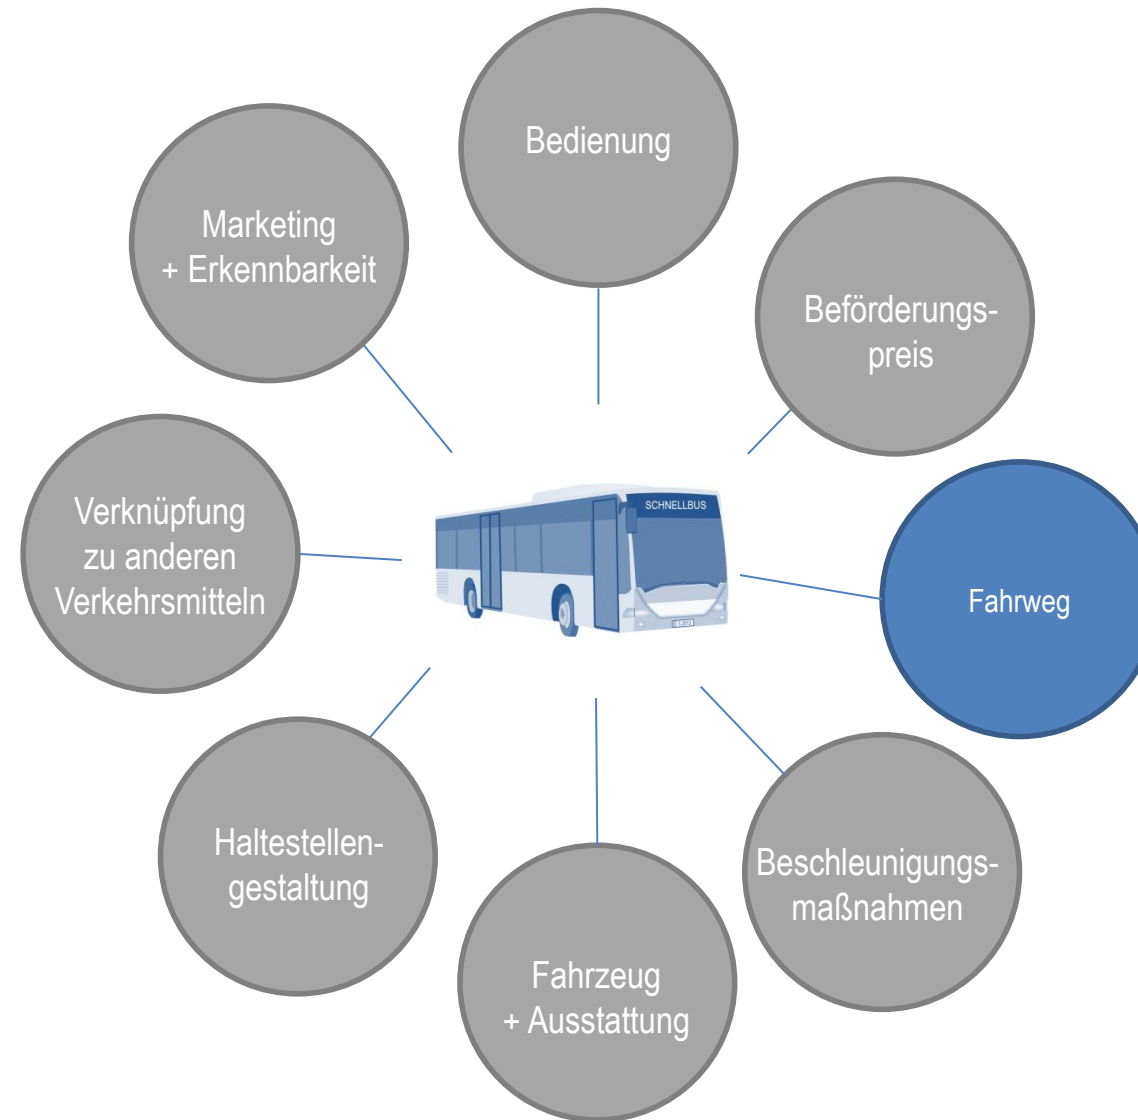 Bedienung
Marketing
+ Erkennbarkeit
Beförderungs-
preis
Verknüpfung
zu anderen
Verkehrsmitteln
SCHNELLBUS
Fahrweg
Haltestellen-
gestaltung
Beschleunigungs-
maßnahmen
Fahrzeug
+ Ausstattung